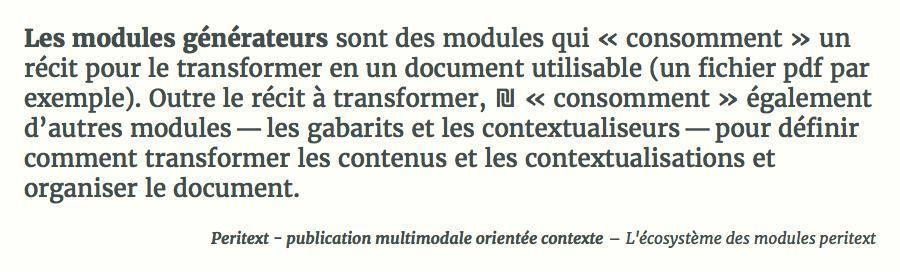 Les modules générateurs sont des modules qui « consomment » un
récit pour le transformer en un document utilisable (un fichier pdf par
exemple). Outre le récit à transformer, ₪ « consomment » également
d’autres modules — les gabarits et les contextualiseurs — pour définir
comment transformer les contenus et les contextualisations et
organiser le document.
Peritext - publication multimodale orientée contexte – L'écosystème des modules peritext